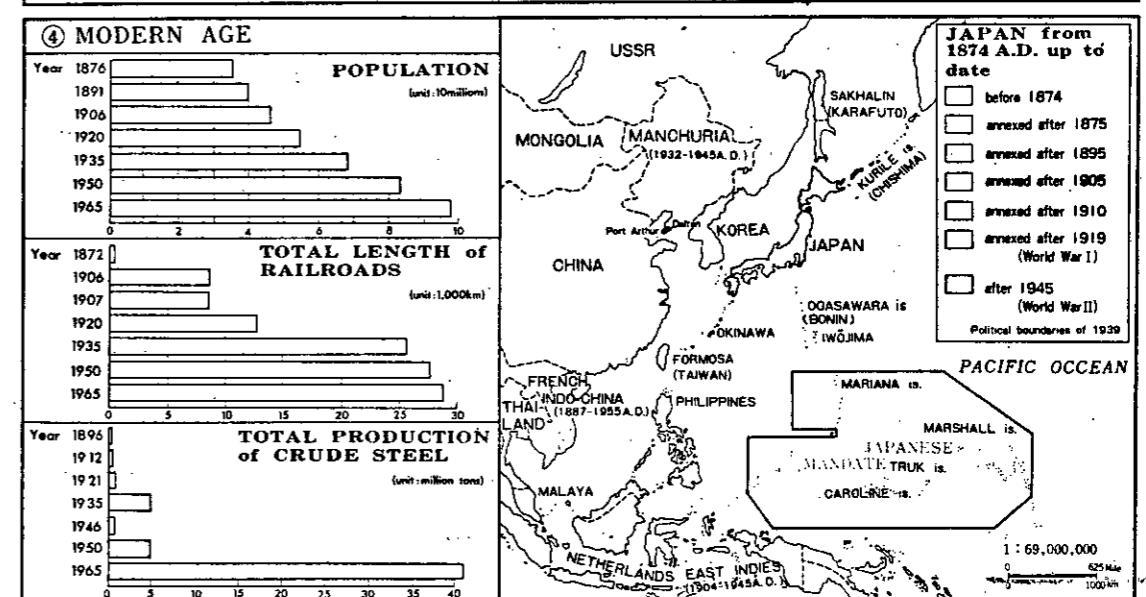 ④ MODERN AGE
POPULATION
(unit:10millions)
Year 1876
1891
1906
1920
1935
1950
1965
0 2 4 6 8 10
TOTAL LENGTH of
RAILROADS
(unit:1,000km)
Year 1872
1906
1907
1920
1935
1950
1965
0 5 10 15 20 25 30
TOTAL PRODUCTION
of CRUDE STEEL
(unit:million tons)
Year 1896
1912
1921
1935
1946
1950
1965
0 5 10 15 20 25 30 35 40
USSR
MONGOLIA
MANCHURIA
(1932-1945A.D.)
SAKHALIN
(KARAFUTO)
KURILE is.
(CHISHIMA)
Port Arthur
Dairen
KOREA
JAPAN
CHINA
OGASAWARA is
(BONIN)
IWOJIMA
OKINAWA
FORMOSA
(TAIWAN)
FRENCH
INDO-CHINA
(1887-1955A.D.)
THAI-
LAND
PHILIPPINES
MALAYA
NETHERLANDS EAST INDIES
(1904-1945A.D.)
PACIFIC OCCEAN
MARIANA is.
MARSHALL is.
JAPANESE
MANDATE
TRUK is.
CAROLINE is.
1:69,000,000
0 625 Mile
0 1000km
JAPAN from
1874 A.D. up to
date
before 1874
annexed after 1875
annexed after 1895
annexed after 1905
annexed after 1910
annexed after 1919
(World War I)
after 1945
(World War II)
Political boundaries of 1939